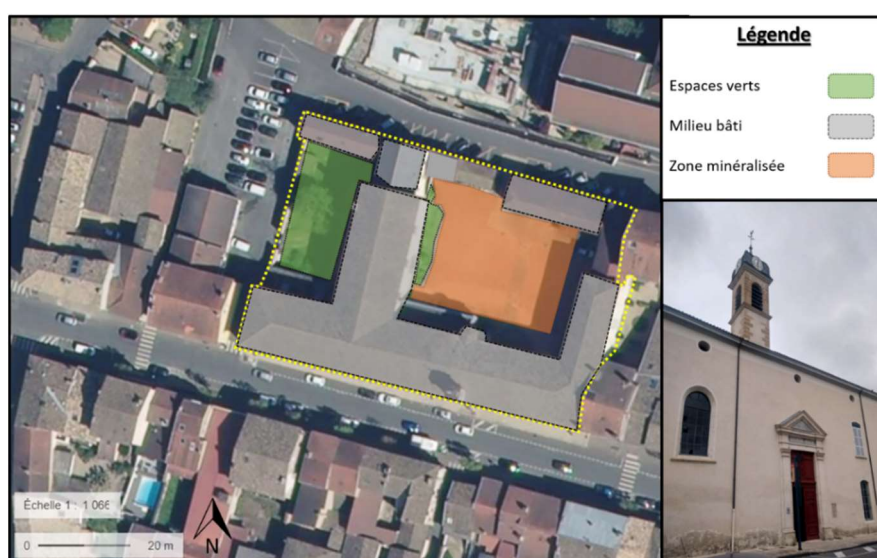 Légende
Espaces verts
Milieu bâti
Zone minéralisée
Échelle 1 : 1 066
0 20 m
N